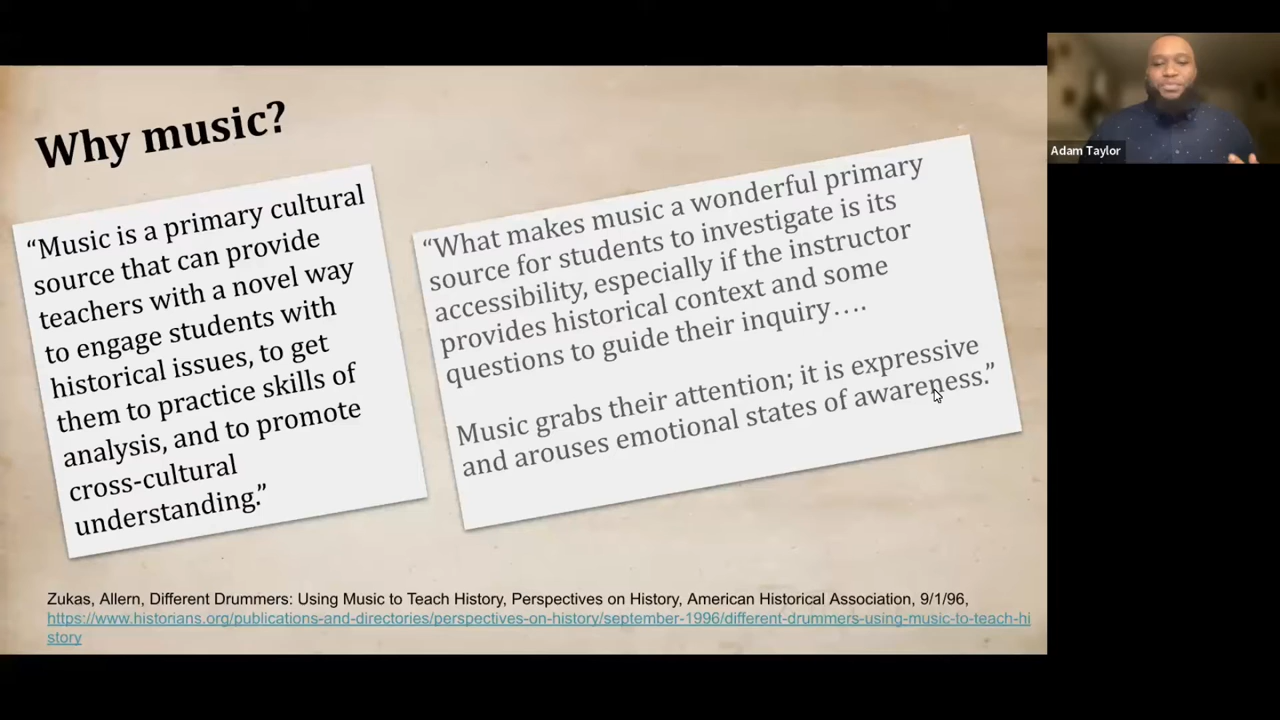 Why music?
“Music is a primary cultural
source that can provide
teachers with a novel way
to engage students with
historical issues, to get
them to practice skills of
analysis, and to promote
cross-cultural
understanding.”
“What makes music a wonderful primary
source for students to investigate is its
accessibility, especially if the instructor
provides historical context and some
questions to guide their inquiry….
Music grabs their attention; it is expressive
and arouses emotional states of awareness.”
Zukas, Allern, Different Drummers: Using Music to Teach History, Perspectives on History, American Historical Association, 9/1/96,
https://www.historians.org/publications-and-directories/perspectives-on-history/september-1996/different-drummers-using-music-to-teach-hi
story
Adam Taylor